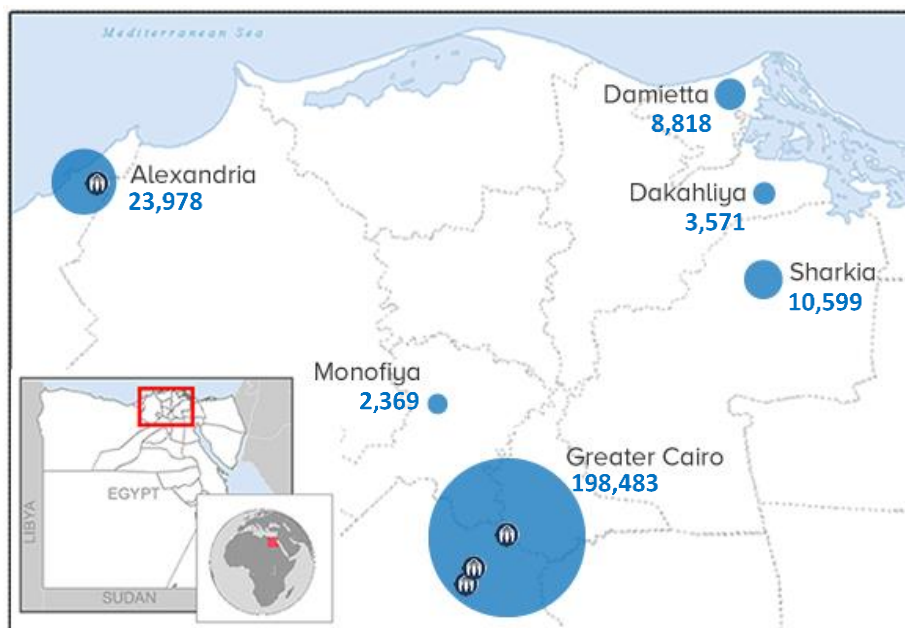 Mediterranean Sea
Damietta
8,818
Alexandria
23,978
Dakahliya
3,571
Sharkia
10,599
Monofiya
2,369
Greater Cairo
198,483
LIBYA
EGYPT
SUDAN